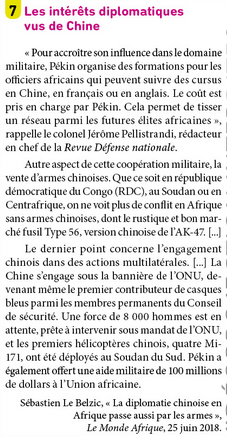 7 Les intérêts diplomatiques
vus de Chine
« Pour accroître son influence dans le domaine
militaire, Pékin organise des formations pour les
officiers africains qui peuvent suivre des cursus
en Chine, en français ou en anglais. Le coût est
pris en charge par Pékin. Cela permet de tisser
un réseau parmi les futures élites africaines »,
rappelle le colonel Jérôme Pellistrandi, rédacteur
en chef de la Revue Défense nationale.
Autre aspect de cette coopération militaire, la
vente d'armes chinoises. Que ce soit en république
démocratique du Congo (RDC), au Soudan ou en
Centrafrique, on ne voit plus de conflit en Afrique
sans armes chinoises, dont le rustique et bon mar-
ché fusil Type 56, version chinoise de l'AK-47. [...]
Le dernier point concerne l'engagement
chinois dans des actions multilatérales. [...] La
Chine s'engage sous la bannière de l'ONU, de-
venant même le premier contributeur de casques
bleus parmi les membres permanents du Conseil
de sécurité. Une force de 8 000 hommes est en
attente, prête à intervenir sous mandat de l'ONU,
et les premiers hélicoptères chinois, quatre Mi-
171, ont été déployés au Soudan du Sud. Pékin a
également offert une aide militaire de 100 millions
de dollars à l'Union africaine.
Sébastien Le Belzic, « La diplomatie chinoise en
Afrique passe aussi par les armes »,
Le Monde Afrique, 25 juin 2018.